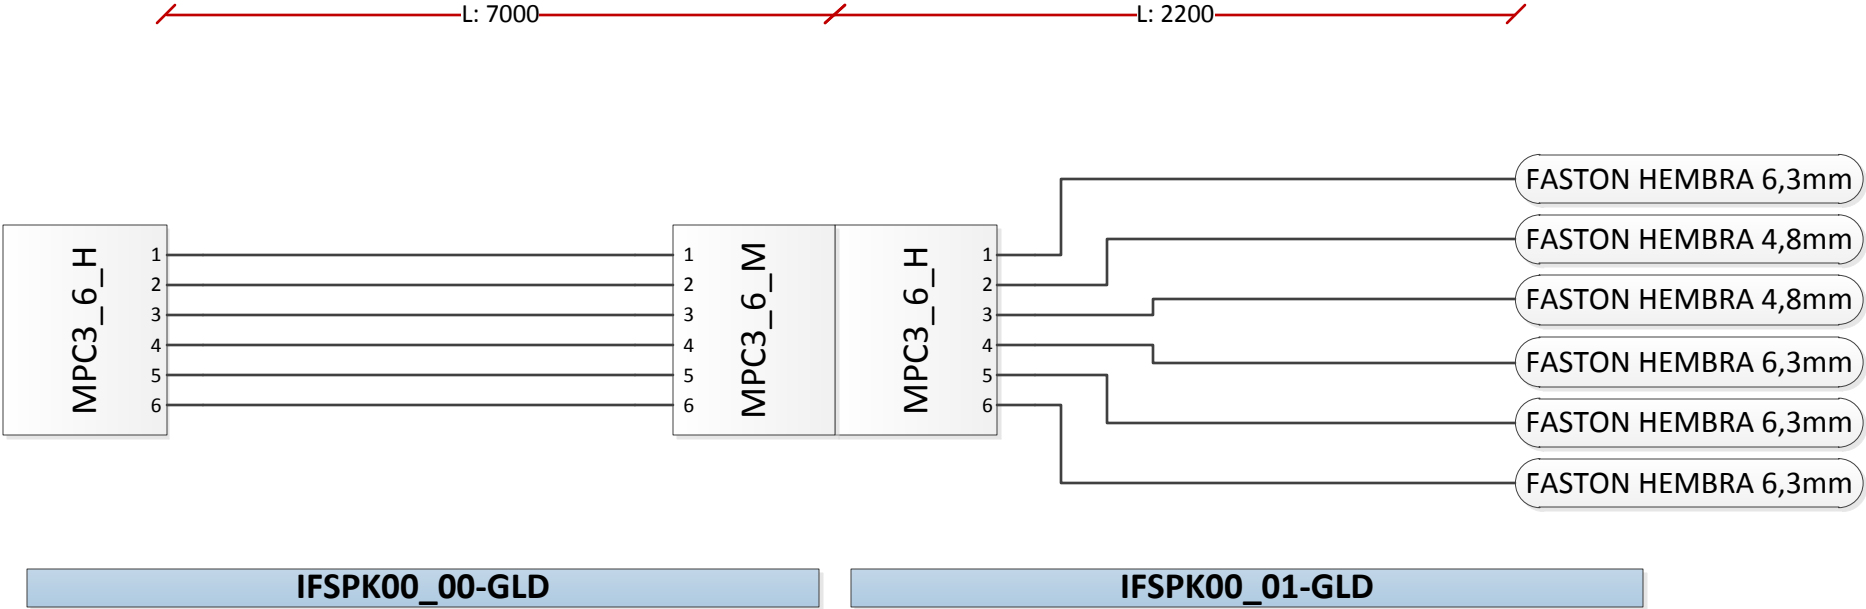 L: 7000
L: 2200
MPC3_6_H
1
2
3
4
5
6
1
2
3
4
5
6
MPC3_6_M
MPC3_6_H
1
2
3
4
5
6
FASTON HEMBRA 6,3mm
FASTON HEMBRA 4,8mm
FASTON HEMBRA 4,8mm
FASTON HEMBRA 6,3mm
FASTON HEMBRA 6,3mm
FASTON HEMBRA 6,3mm
IFSPK00_00-GLD
IFSPK00_01-GLD